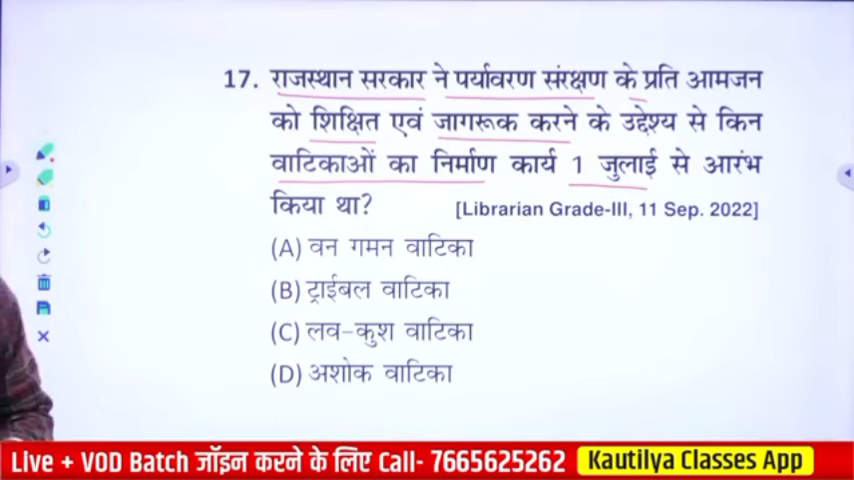 17. राजस्थान सरकार ने पर्यावरण संरक्षण के प्रति आमजन
को शिक्षित एवं जागरूक करने के उद्देश्य से किन
वाटिकाओं का निर्माण कार्य 1 जुलाई से आरंभ
किया था? [Librarian Grade-III, 11 Sep. 2022]
(A) वन गमन वाटिका
(B) ट्राईबल वाटिका
(C) लव-कुश वाटिका
(D) अशोक वाटिका
Live + VOD Batch जॉइन करने के लिए Call- 7665625262 Kautilya Classes App